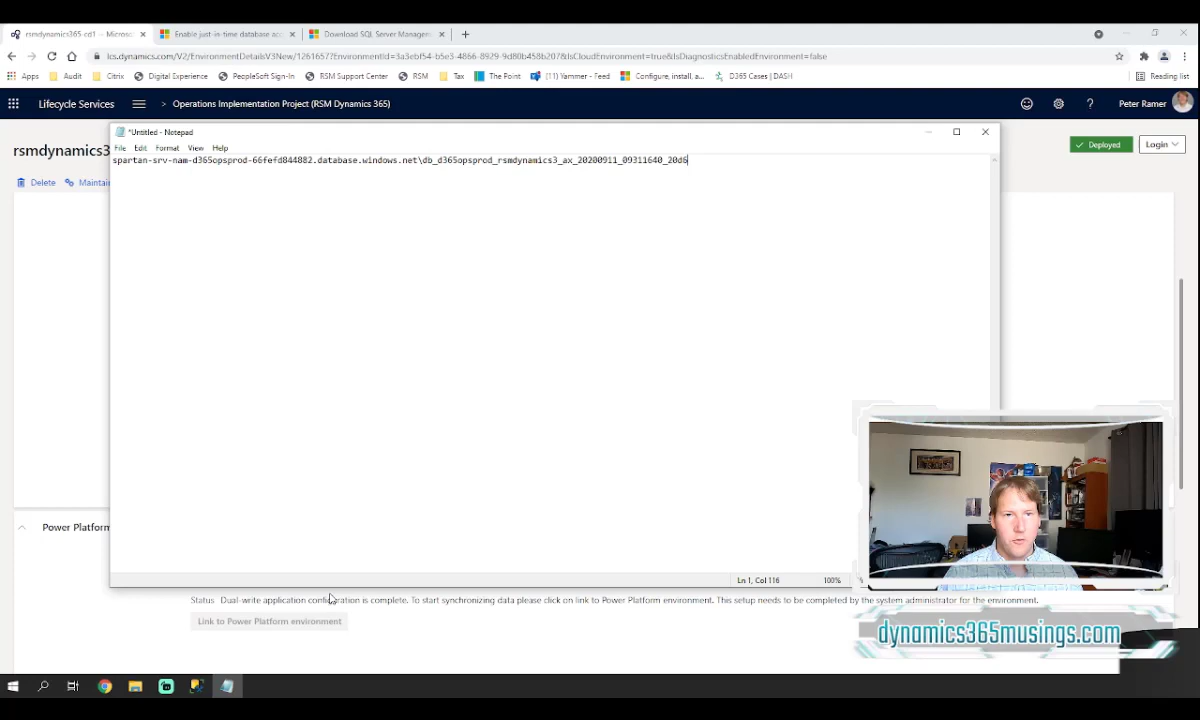 rsmdynamics365-cd1 — Microsoft
Enable just-in-time database acc
Download SQL Server Managem
lcs.dynamics.com/V2/EnvironmentDetailsV3New/1261657?EnvironmentId=3a3ebf54-b5e3-4866-8929-9d80b458b207&IsCloudEnvironment=true&IsDiagnosticsEnabledEnvironment=false
Apps Audit Citrix Digital Experience PeopleSoft Sign-In RSM Support Center RSM Tax The Point (11) Yammer - Feed Configure, install, a... D365 Cases | DASH Reading list
Lifecycle Services > Operations Implementation Project (RSM Dynamics 365) ? Peter Ramer
rsmdynamics3
Deployed
Login
Delete Maintai
*Untitled - Notepad
File Edit Format View Help
spartan-srv-nam-d365opsprod-66fefd844882.database.windows.net\db_d365opsprod_rsmdynamics3_ax_20200911_09311640_20d6
Ln 1, Col 116 100%
Power Platform
Status Dual-write application configuration is complete. To start synchronizing data please click on link to Power Platform environment. This setup needs to be completed by the system administrator for the environment.
Link to Power Platform environment
dynamics365musings.com